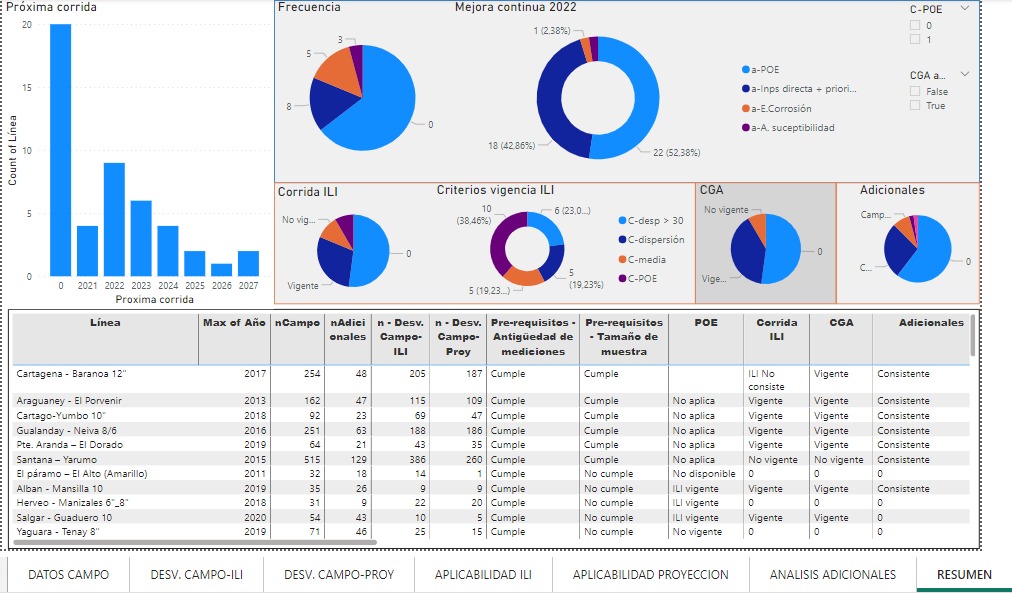 Próxima corrida
Count of Línea
20
15
10
5
0
0 2021 2022 2023 2024 2025 2026 2027
Proxima corrida
Frecuencia
3
5
8
0
Mejora continua 2022
1 (2,38%)
18 (42,86%)
22 (52,38%)
a-POE
a-Inps directa + priori...
a-E.Corrosión
a-A. suceptibilidad
C-POE
0
1
CGA a...
False
True
Corrida ILI
No vig...
0
Vigente
Criterios vigencia ILI
10
(38,46%)
6 (23,0...)
5
(19,23%)
5 (19,23...)
C-desp > 30
C-dispersión
C-media
C-POE
CGA
No vigente
0
Vige...
Adicionales
Camp...
C...
0
Línea Max of Año nCampo nAdicionales n - Desv. Campo-ILI n - Desv. Campo-Proy Pre-requisitos - Antigüedad de mediciones Pre-requisitos - Tamaño de muestra POE Corrida ILI CGA Adicionales
Cartagena - Baranoa 12" 2017 254 48 205 187 Cumple Cumple ILI No consiste Vigente Consistente
Araguaney - El Porvenir 2013 162 47 115 109 Cumple Cumple No aplica Vigente Vigente Consistente
Cartago-Yumbo 10" 2018 92 23 69 47 Cumple Cumple No aplica Vigente Vigente Consistente
Gualanday - Neiva 8/6 2016 251 63 188 186 Cumple Cumple No aplica Vigente Vigente Consistente
Pte. Aranda – El Dorado 2019 64 21 43 35 Cumple Cumple No aplica Vigente Vigente Consistente
Santana – Yarumo 2015 515 129 386 260 Cumple Cumple No aplica No vigente No vigente Consistente
El páramo – El Alto (Amarillo) 2011 32 18 14 1 Cumple No cumple No disponible 0 0 0
Alban - Mansilla 10 2019 35 26 9 9 Cumple No cumple ILI vigente Vigente Vigente Consistente
Herveo - Manizales 6"_8" 2018 31 9 22 20 Cumple No cumple ILI vigente 0 0 0
Salgar - Guaduero 10 2020 54 43 10 5 Cumple No cumple ILI vigente Vigente Vigente 0
Yaguara - Tenay 8" 2019 71 46 25 15 Cumple No cumple No vigente 0 0 0
DATOS CAMPO DESV. CAMPO-ILI DESV. CAMPO-PROY APLICABILIDAD ILI APLICABILIDAD PROYECCION ANALISIS ADICIONALES RESUMEN